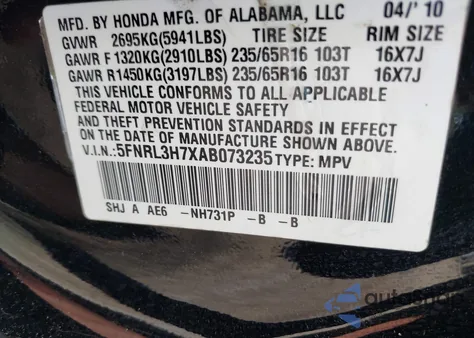 MFD. BY HONDA MFG. OF ALABAMA, LLC 04/'10
GVWR 2695KG(5941LBS) TIRE SIZE RIM SIZE
GAWR F 1320KG(2910LBS) 235/65R16 103T 16X7J
GAWR R 1450KG(3197LBS) 235/65R16 103T 16X7J
THIS VEHICLE CONFORMS TO ALL APPLICABLE
FEDERAL MOTOR VEHICLE SAFETY
AND THEFT PREVENTION STANDARDS IN EFFECT
ON THE DATE OF MANUFACTURE SHOWN ABOVE.
V.I.N.:5FNRL3H7XAB073235 TYPE: MPV
SHJ A AE6 -NH731P -B -B